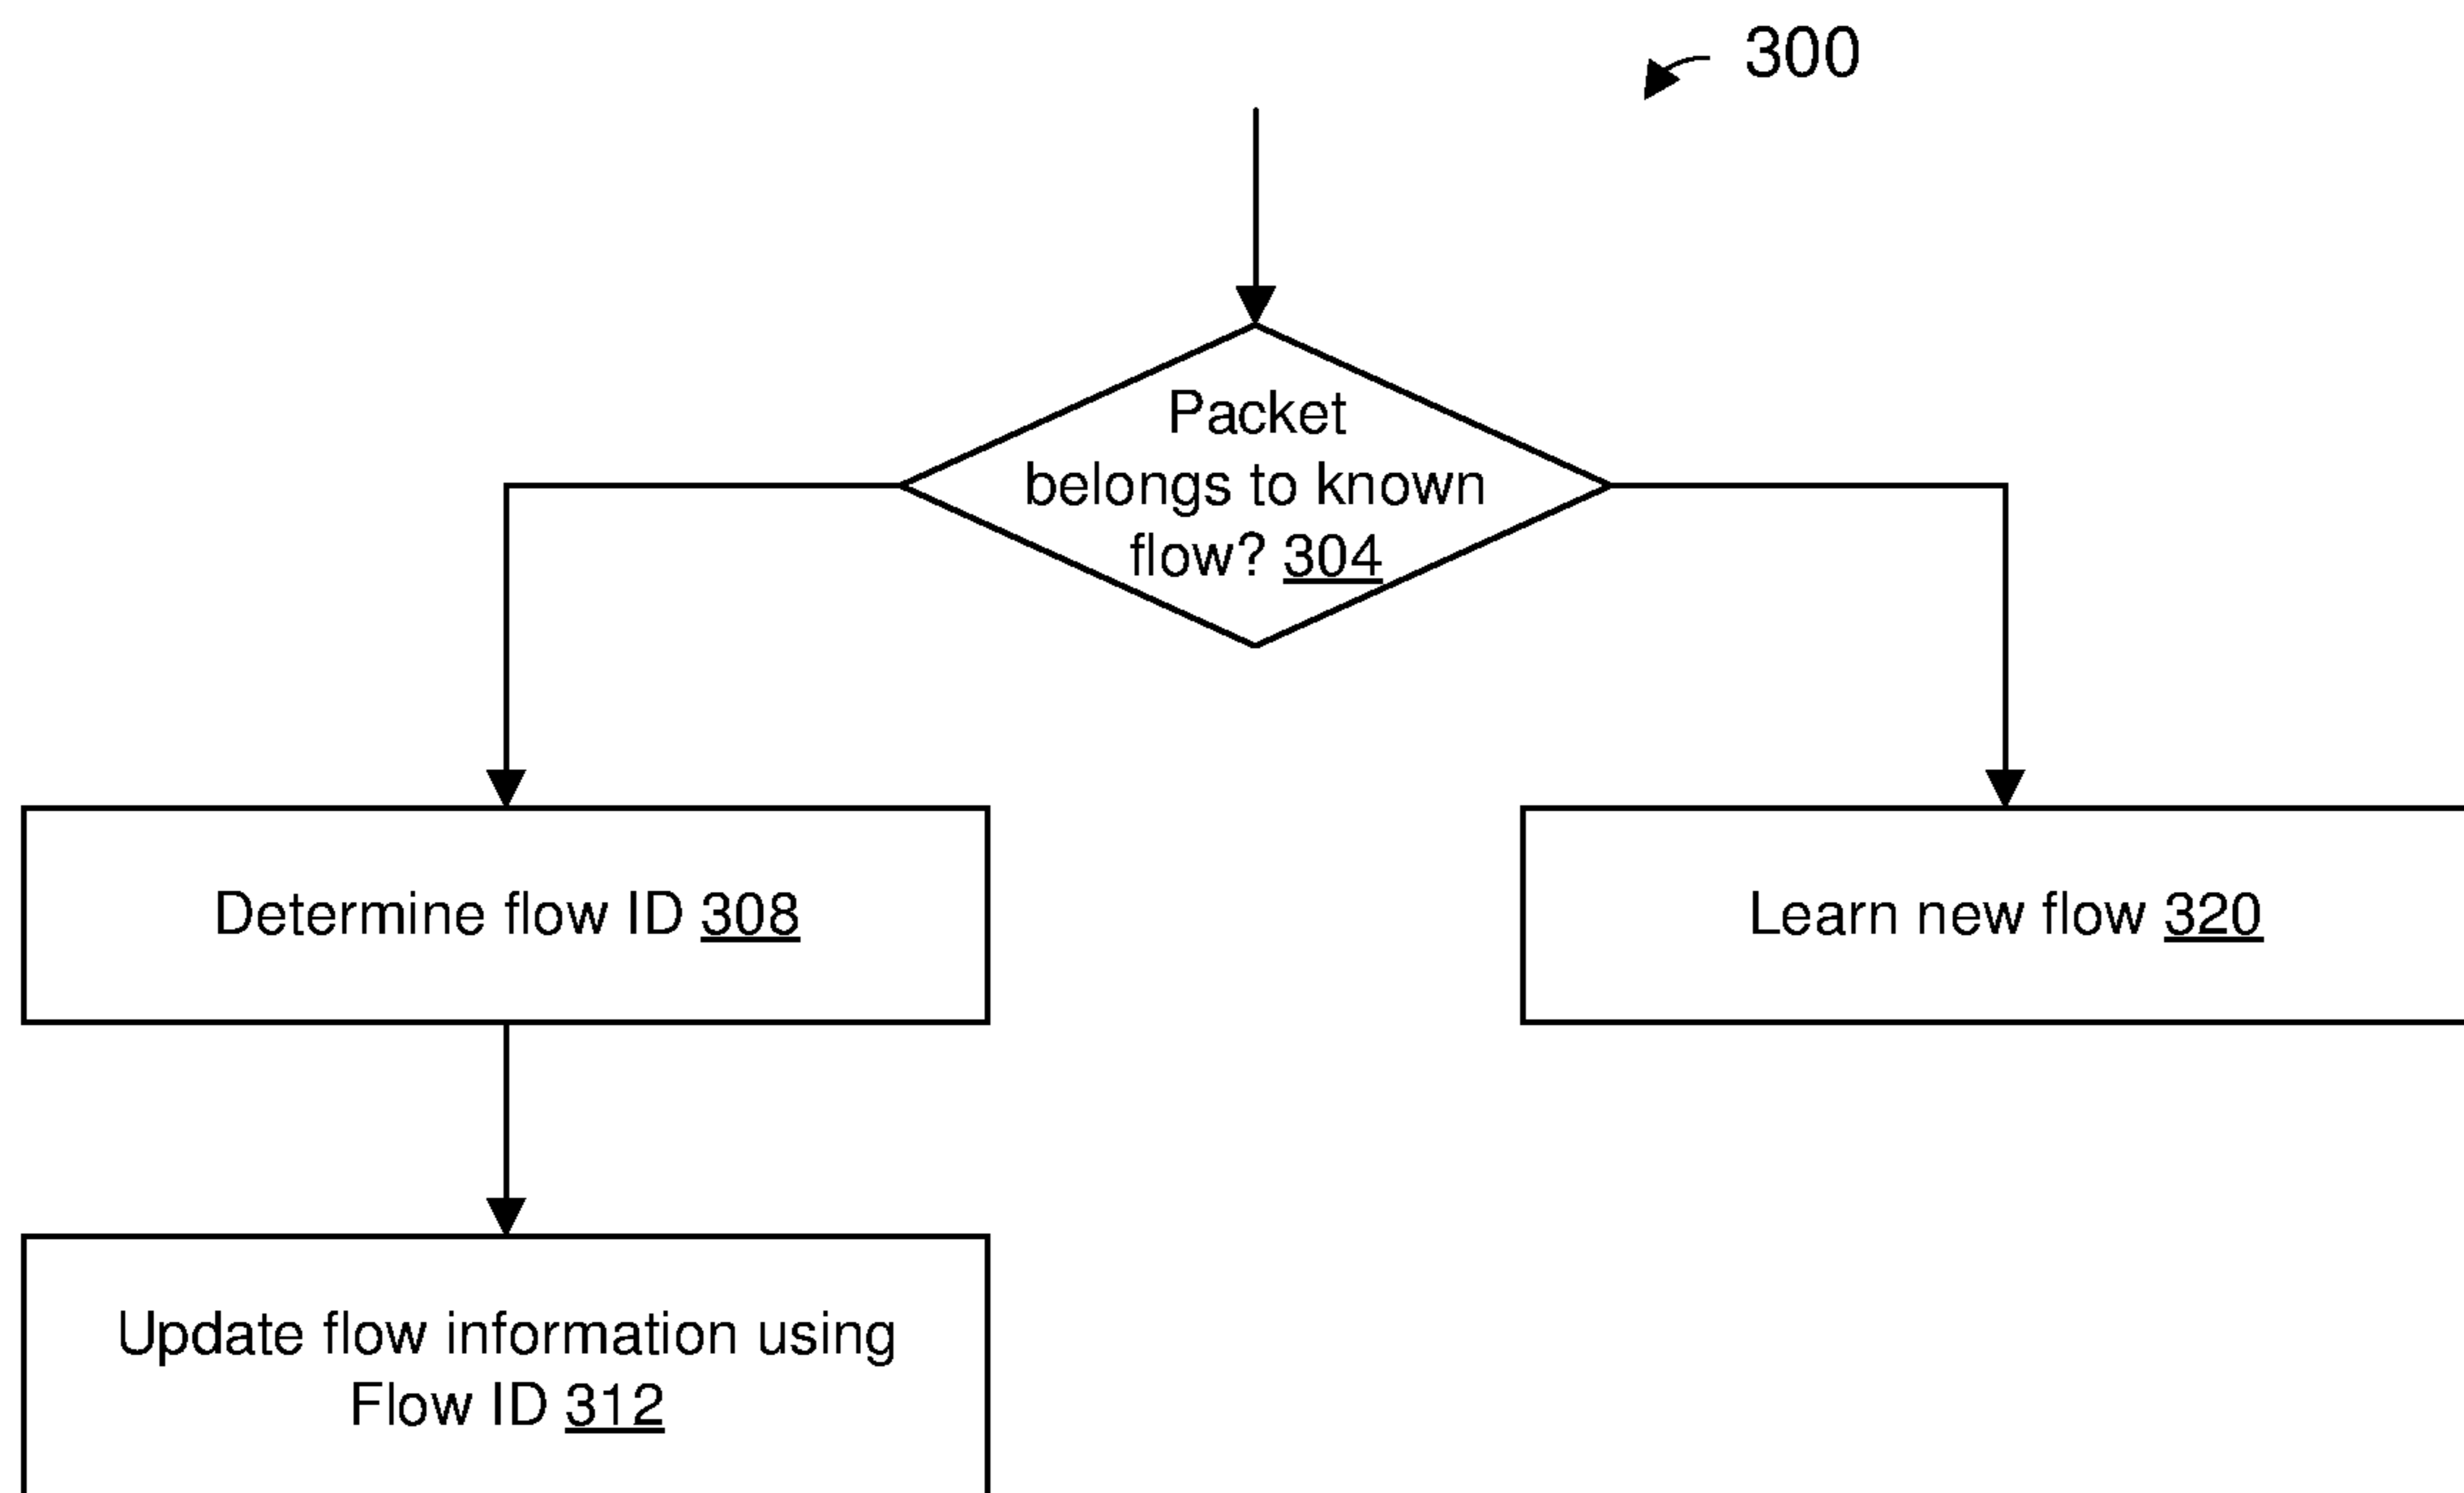 300
Packet
belongs to known
flow? 304
Determine flow ID 308
Learn new flow 320
Update flow information using
Flow ID 312